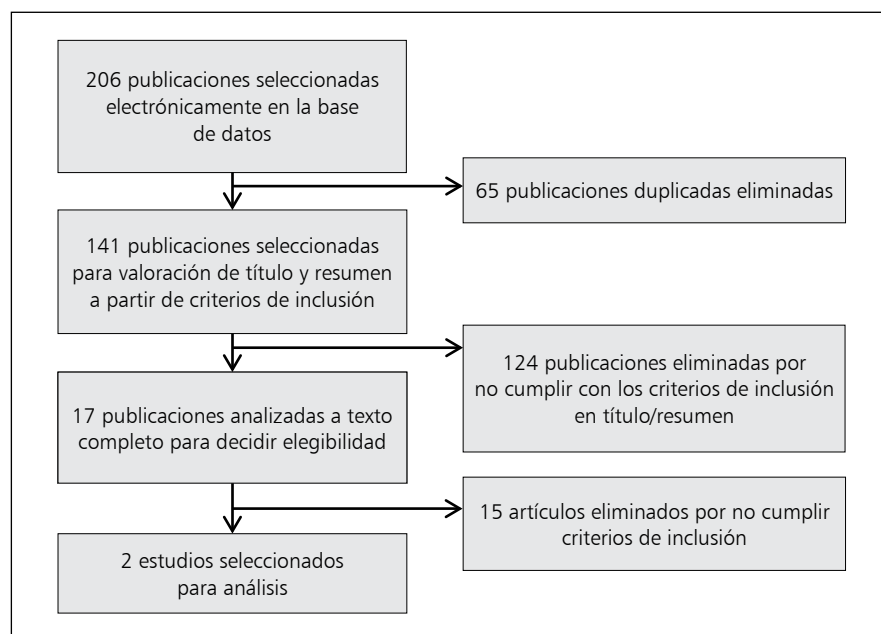 206 publicaciones seleccionadas
electrónicamente en la base
de datos
65 publicaciones duplicadas eliminadas
141 publicaciones seleccionadas
para valoración de título y resumen
a partir de criterios de inclusión
124 publicaciones eliminadas por
no cumplir con los criterios de inclusión
en título/resumen
17 publicaciones analizadas a texto
completo para decidir elegibilidad
15 artículos eliminados por no cumplir
criterios de inclusión
2 estudios seleccionados
para análisis